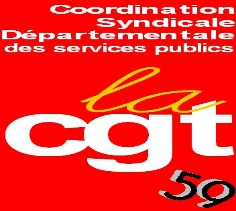 Coordination
Syndicale
Départementale
des services publics
la
cgt
59